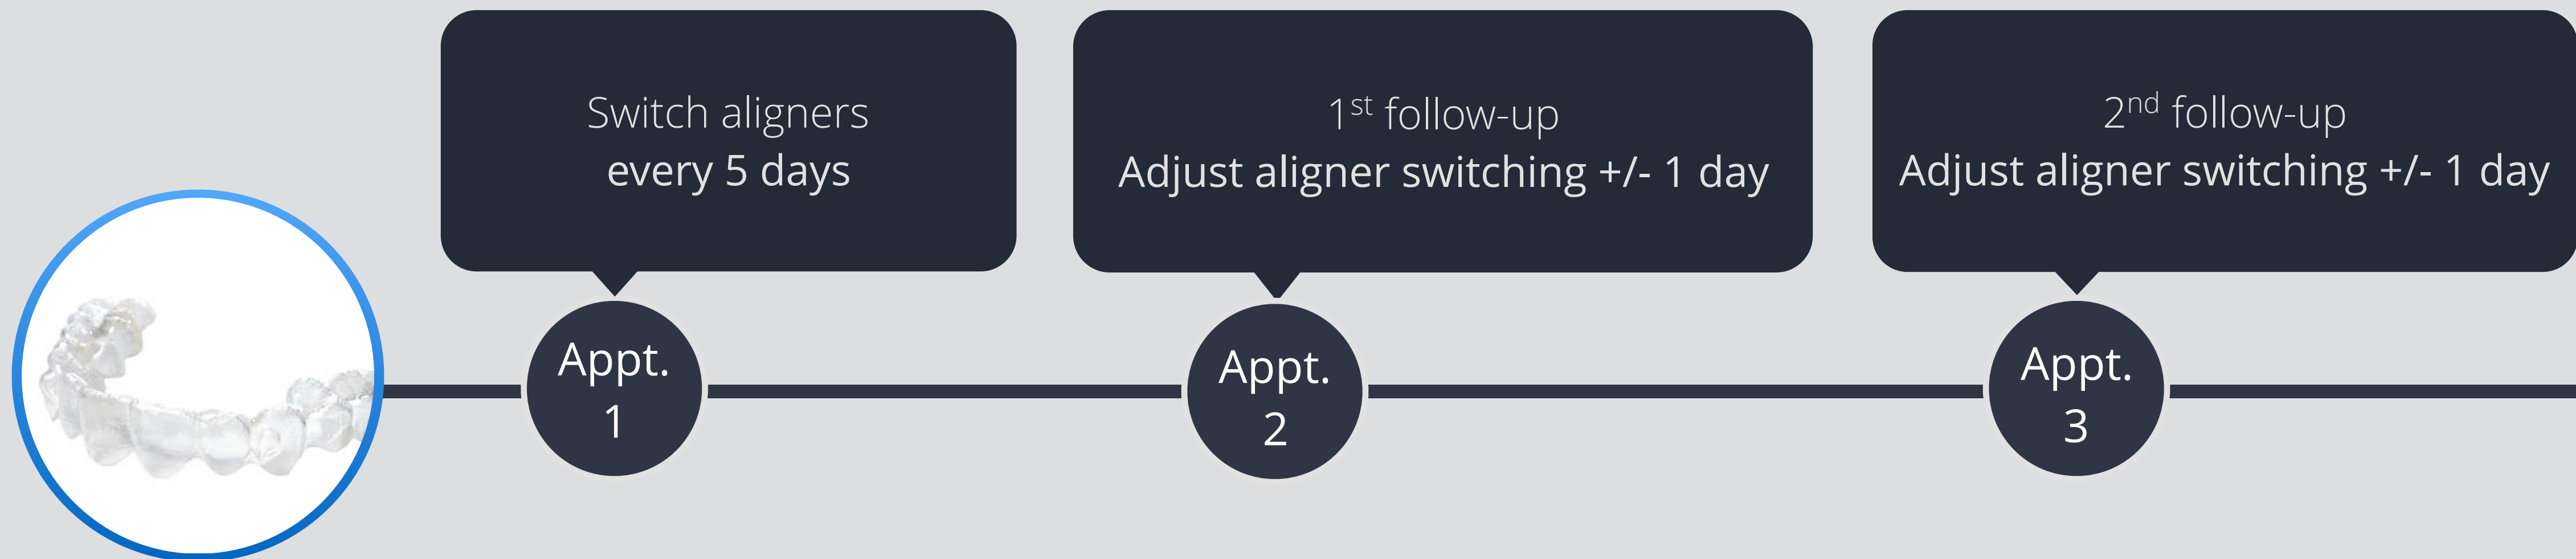 Switch aligners
every 5 days
1st follow-up
Adjust aligner switching +/- 1 day
2nd follow-up
Adjust aligner switching +/- 1 day
Appt.
1
Appt.
2
Appt.
3